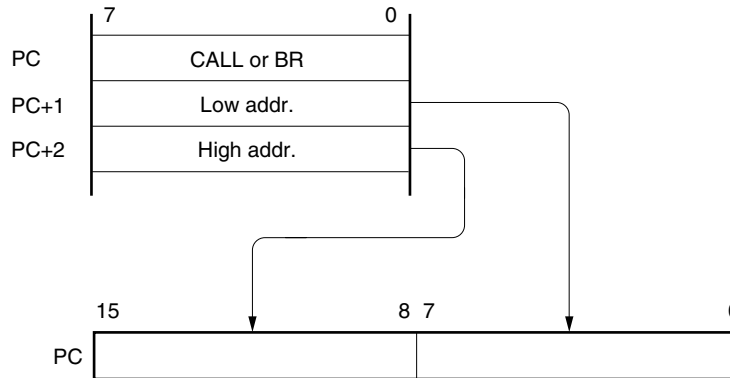 7 0
PC CALL or BR
PC+1 Low addr.
PC+2 High addr.
15 8 7
PC